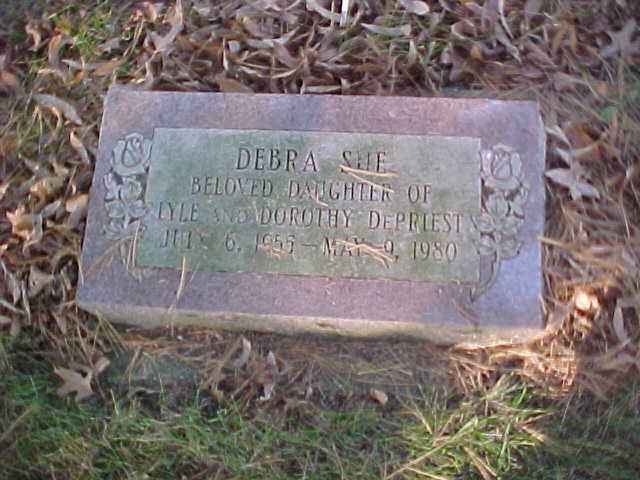 DEBRA SUE
BELOVED DAUGHTER OF
LYLE AND DOROTHY DEPRIEST
JULY 6, 1955 – MAY 9, 1980